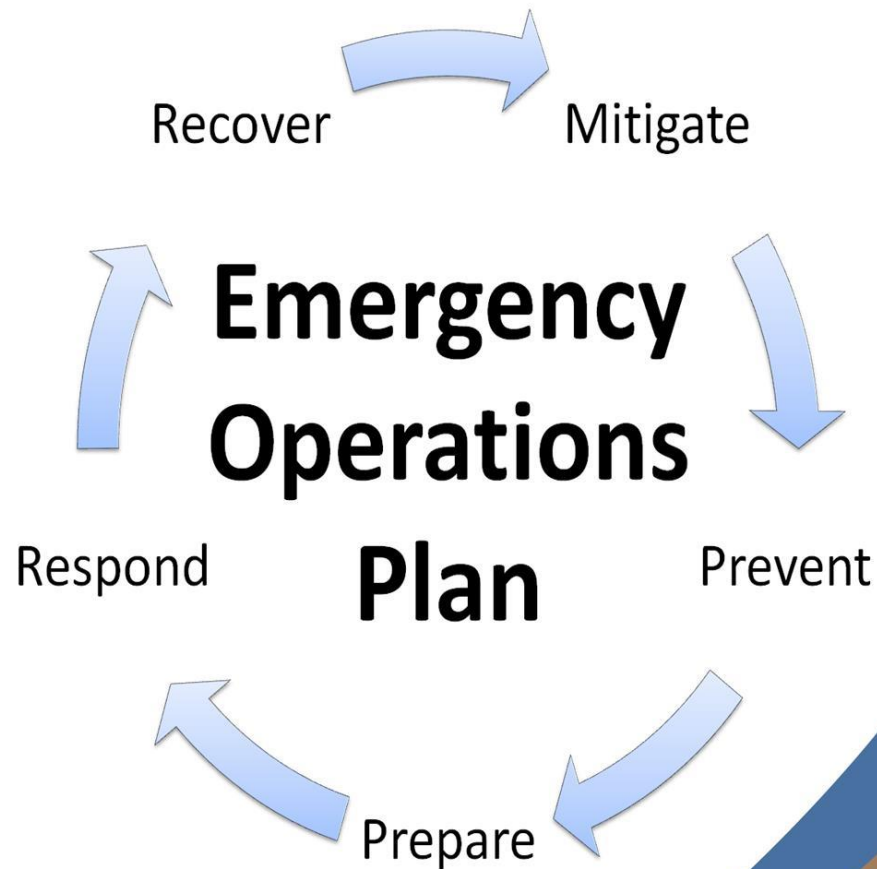 Recover
Mitigate
Emergency
Operations
Plan
Respond
Prevent
Prepare